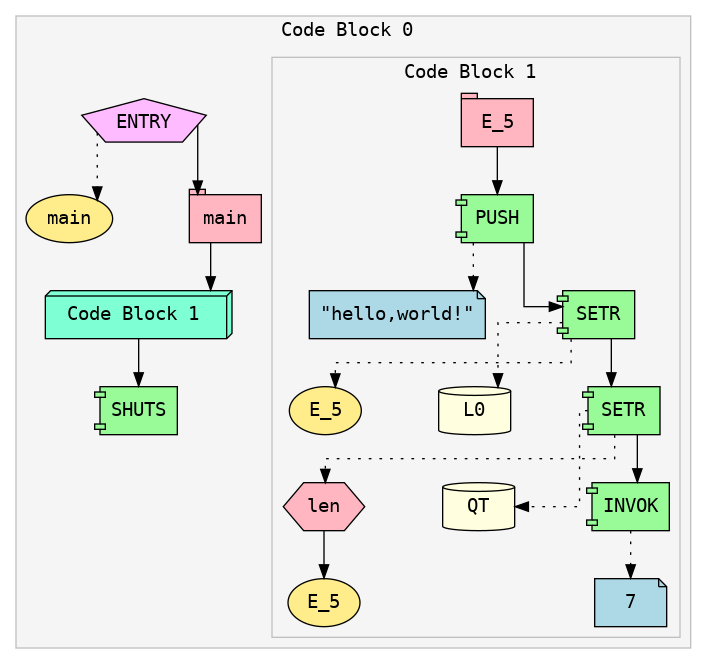 Code Block 0
Code Block 1
E_5
ENTRY
main
main
PUSH
Code Block 1
"hello,world!"
SETR
SHUTS
E_5
L0
SETR
len
QT
INVOK
E_5
7